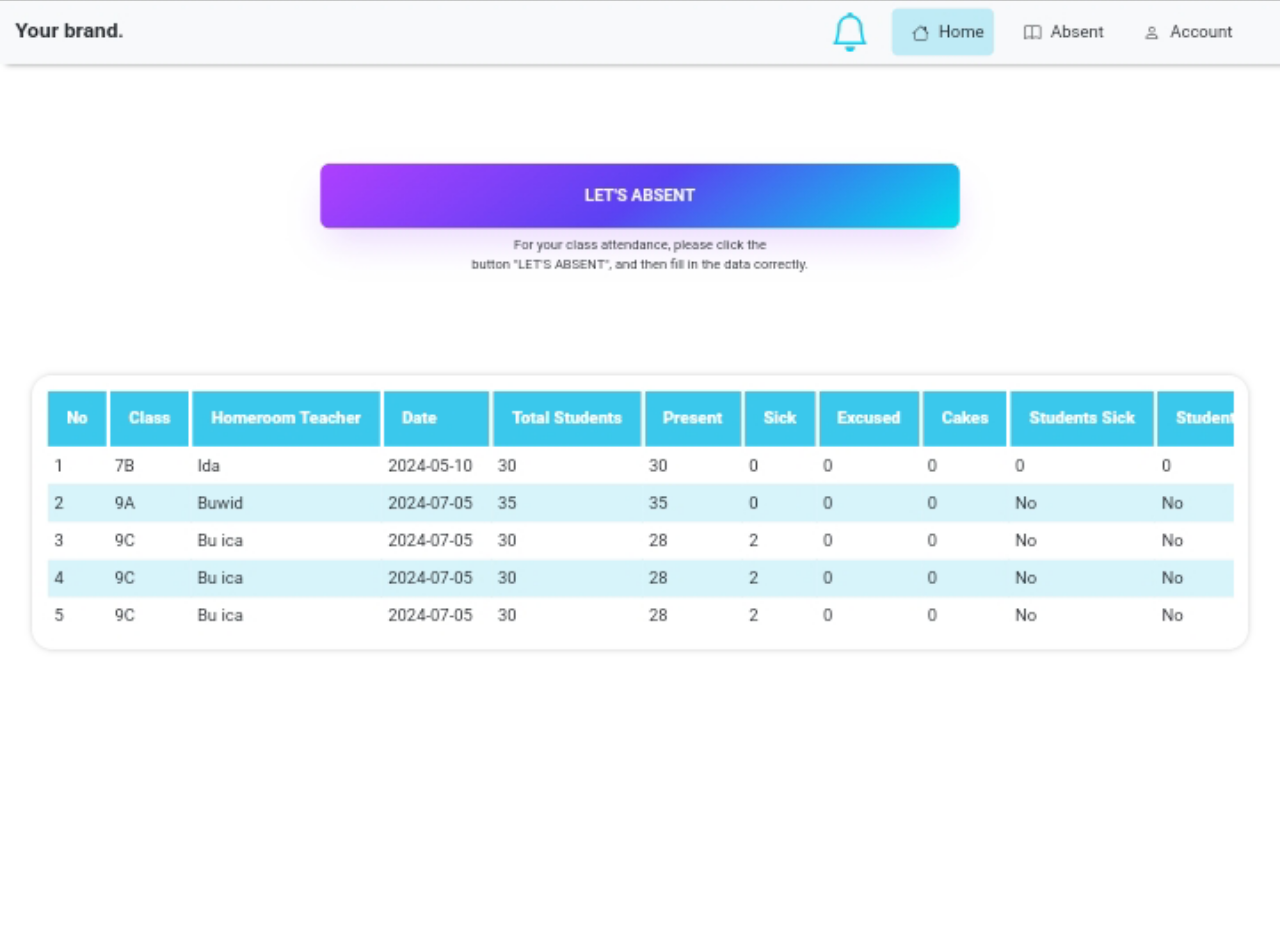 Your brand.
Home
Absent
Account
LET'S ABSENT
For your class attendance, please click the
button "LET'S ABSENT", and then fill in the data correctly.
No Class Homeroom Teacher Date Total Students Present Sick Excused Cakes Students Sick Student
1 7B Ida 2024-05-10 30 30 0 0 0 0 0
2 9A Buwid 2024-07-05 35 35 0 0 0 No No
3 9C Bu ica 2024-07-05 30 28 2 0 0 No No
4 9C Bu ica 2024-07-05 30 28 2 0 0 No No
5 9C Bu ica 2024-07-05 30 28 2 0 0 No No